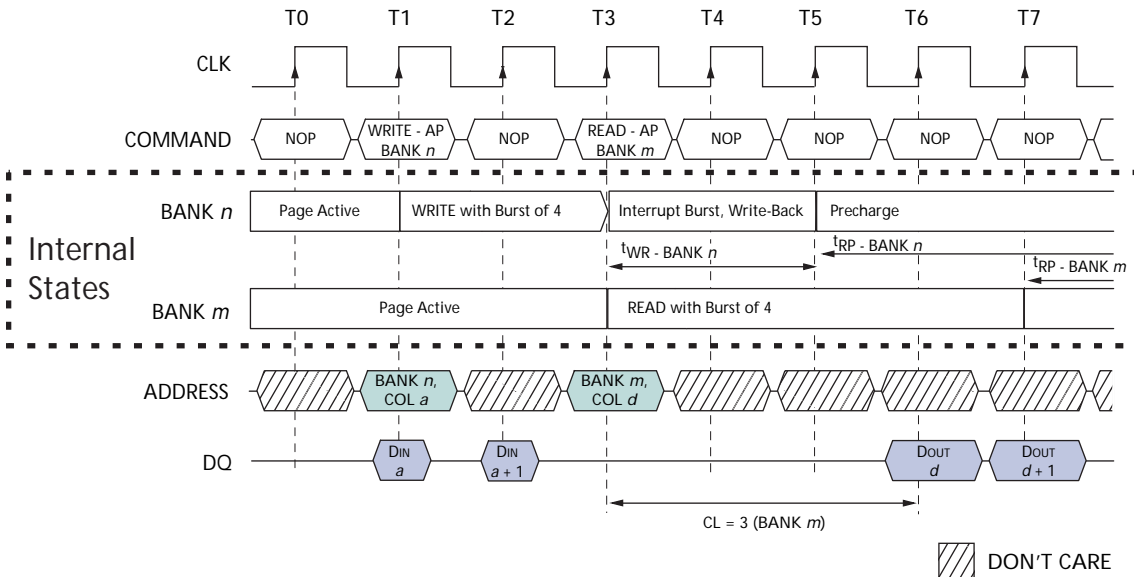 T0 T1 T2 T3 T4 T5 T6 T7
CLK
COMMAND NOP WRITE - AP BANK n NOP READ - AP BANK m NOP NOP NOP NOP
Internal States
BANK n Page Active WRITE with Burst of 4 Interrupt Burst, Write-Back Precharge
tWR - BANK n tRP - BANK n
tRP - BANK m
BANK m Page Active READ with Burst of 4
ADDRESS BANK n, COL a BANK m, COL d
DQ DIN a DIN a + 1 DOUT d DOUT d + 1
CL = 3 (BANK m)
DON'T CARE